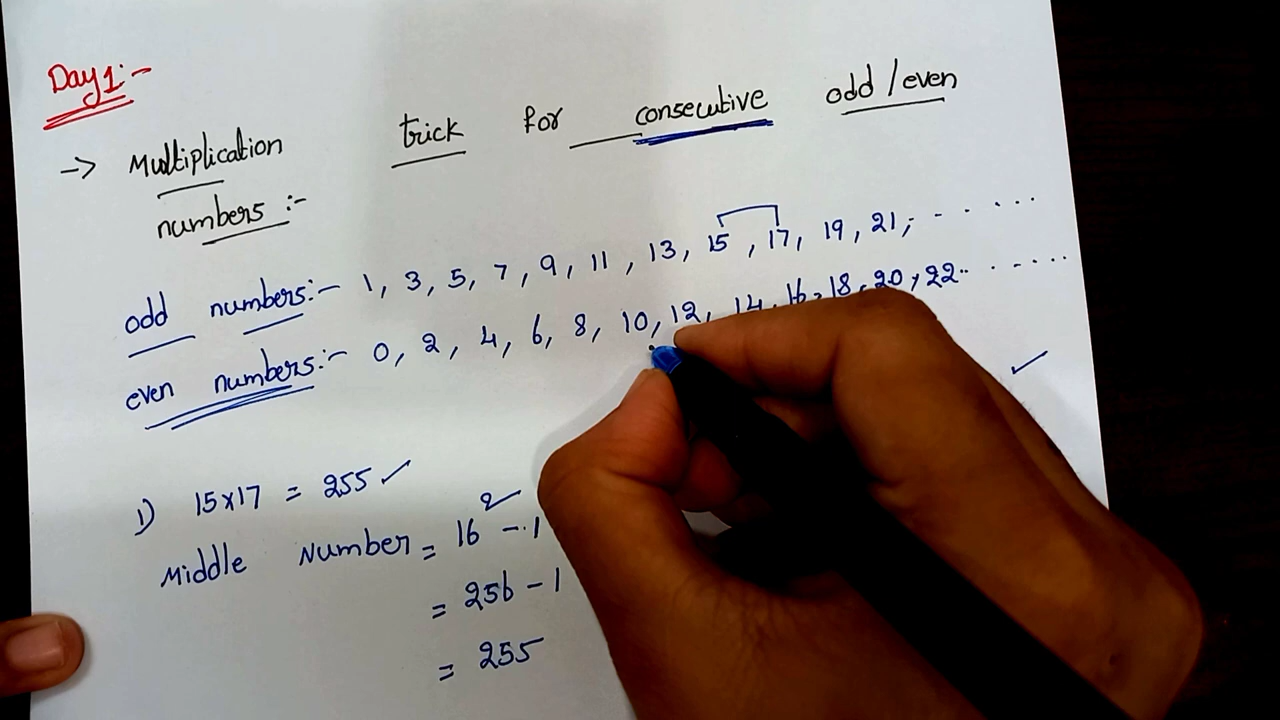 Day 1:-
-> Multiplication trick for consecutive odd/even
numbers:-
odd numbers:- 1, 3, 5, 7, 9, 11, 13, 15, 17, 19, 21, - . . . . .
even numbers:- 0, 2, 4, 6, 8, 10, 12, 14, 16, 18, 20, 22 . . . . . . .
1) 15x17 = 255 ✓
Middle Number = 16² - 1
= 256 - 1
= 255